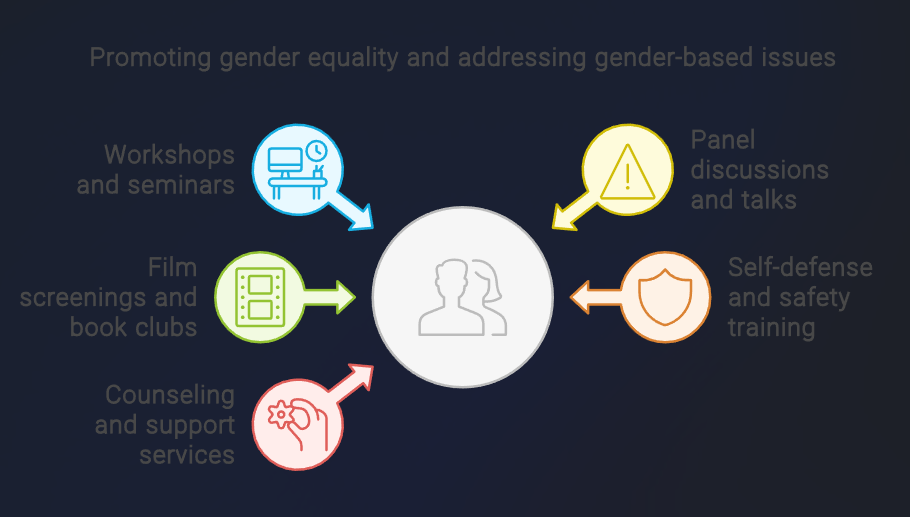 Promoting gender equality and addressing gender-based issues
Workshops
and seminars
Panel
discussions
and talks
Film
screenings and
book clubs
Self-defense
and safety
training
Counseling
and support
services